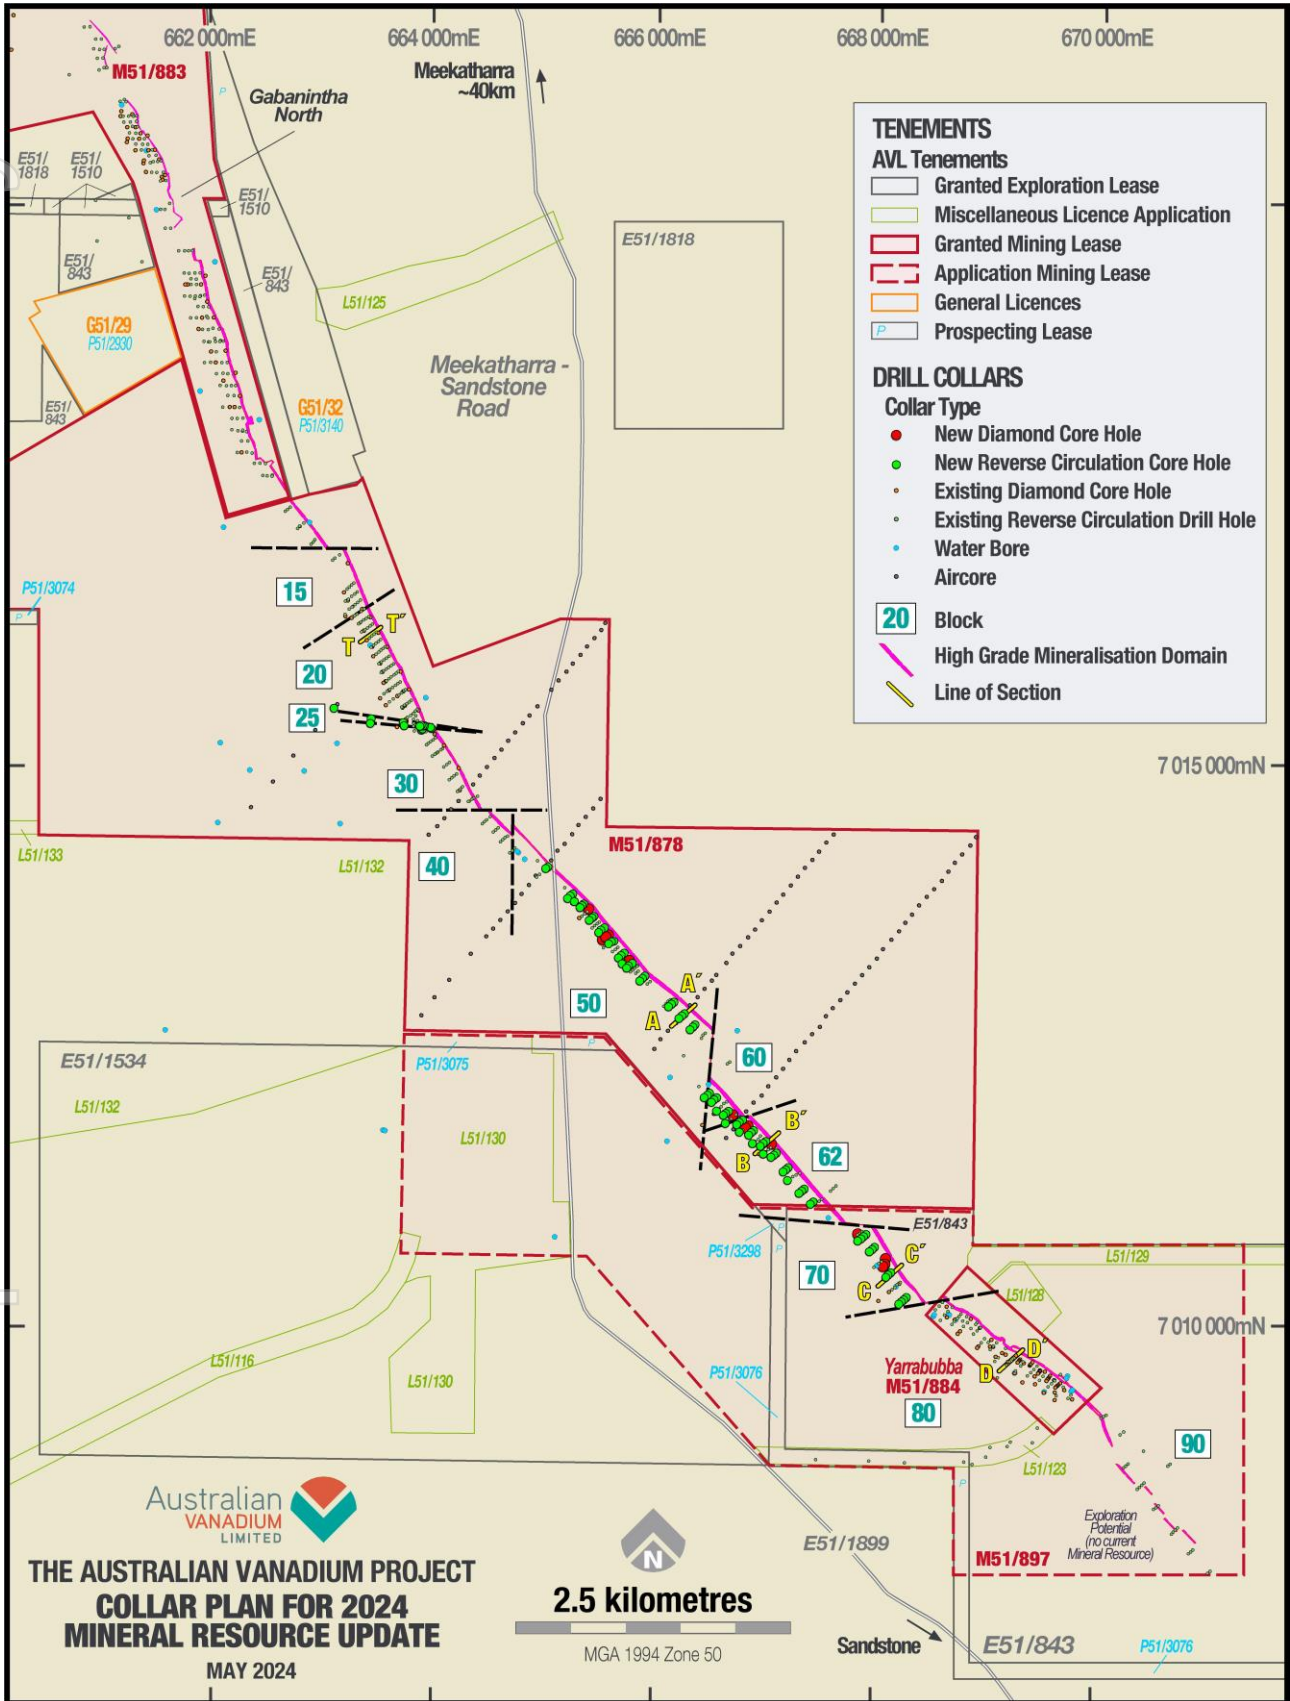 662 000mE
664 000mE
666 000mE
668 000mE
670 000mE
M51/883
Meekatharra
~40km
Gabanintha
North
P
E51/
1818
E51/
1510
E51/
1510
E51/
843
E51/
843
G51/29
P51/2930
E51/
843
L51/125
E51/1818
Meekatharra -
Sandstone
Road
G51/32
P51/3140
TENEMENTS
AVL Tenements
Granted Exploration Lease
Miscellaneous Licence Application
Granted Mining Lease
Application Mining Lease
General Licences
P
Prospecting Lease
DRILL COLLARS
Collar Type
New Diamond Core Hole
New Reverse Circulation Core Hole
Existing Diamond Core Hole
Existing Reverse Circulation Drill Hole
Water Bore
Aircore
20
Block
High Grade Mineralisation Domain
Line of Section
P51/3074
P
15
T
T´
20
25
30
7 015 000mN
M51/878
L51/133
L51/132
40
50
A
A´
60
E51/1534
P51/3075
P
L51/132
L51/130
B
B´
62
E51/843
P51/3298
P
P
70
C
C´
L51/129
L51/128
7 010 000mN
L51/116
L51/130
P51/3076
Yarrabubba
M51/884
D
D´
80
90
L51/123
P
Exploration
Potential
(no current
Mineral Resource)
M51/897
E51/1899
Australian
VANADIUM
LIMITED
THE AUSTRALIAN VANADIUM PROJECT
COLLAR PLAN FOR 2024
MINERAL RESOURCE UPDATE
MAY 2024
N
2.5 kilometres
MGA 1994 Zone 50
Sandstone
E51/843
P51/3076